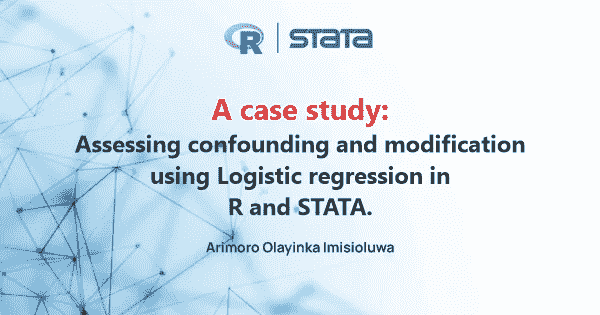 R | STATA
A case study:
Assessing confounding and modification
using Logistic regression in
R and STATA.
Arimoro Olayinka Imisioluwa